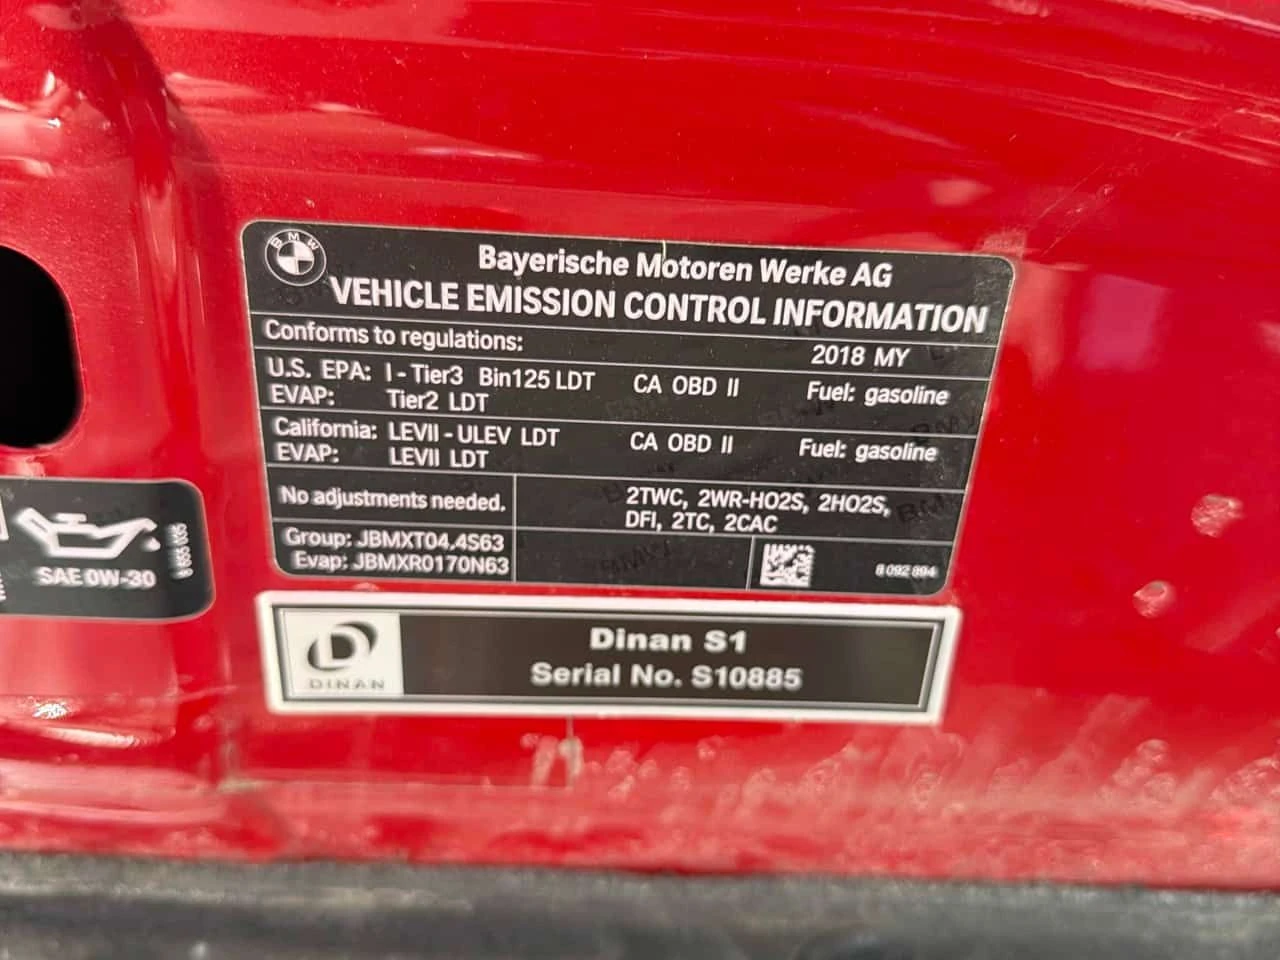 BMW
Bayerische Motoren Werke AG
VEHICLE EMISSION CONTROL INFORMATION
Conforms to regulations: 2018 MY
U.S. EPA: I - Tier3 Bin125 LDT CA OBD II Fuel: gasoline
EVAP: Tier2 LDT
California: LEVII - ULEV LDT CA OBD II Fuel: gasoline
EVAP: LEVII LDT
No adjustments needed. 2TWC, 2WR-HO2S, 2HO2S,
DFI, 2TC, 2CAC
Group: JBMXT04.4S63
Evap: JBMXR0170N63
8 092 894
SAE 0W-30
8 655 035
DINAN
Dinan S1
Serial No. S10885